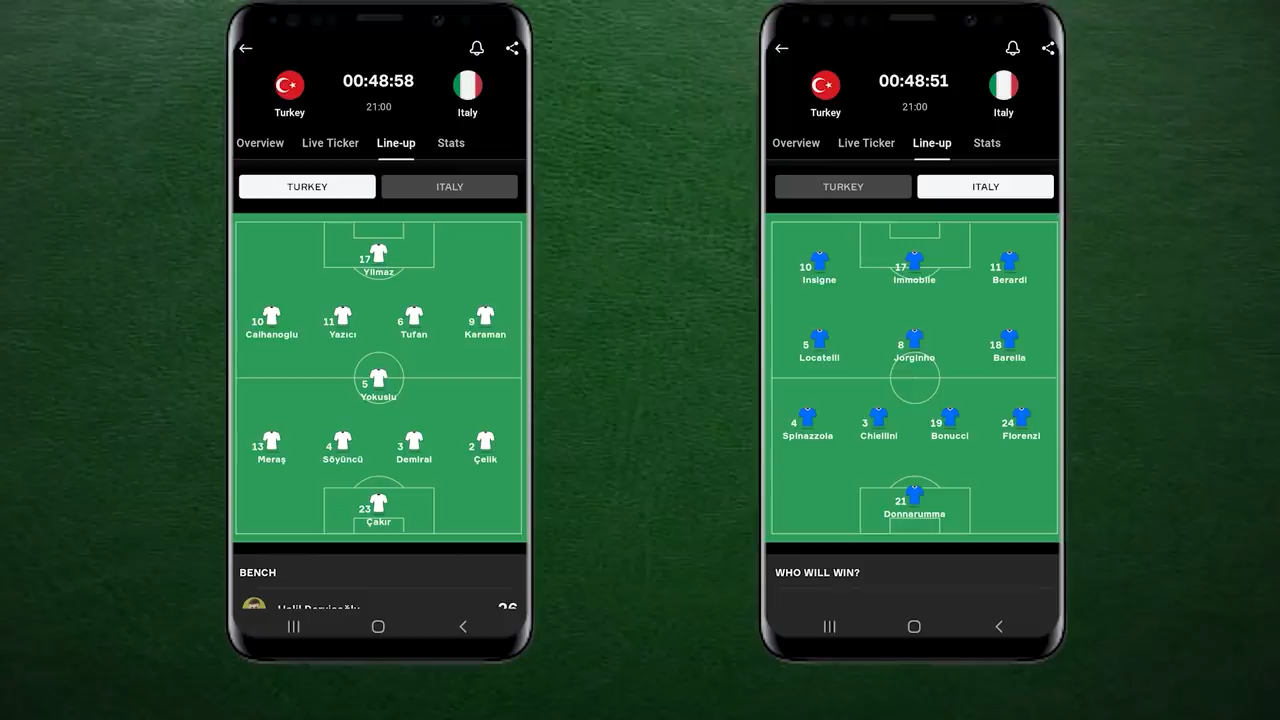 00:48:58
21:00
Turkey
Italy
Overview Live Ticker Line-up Stats
TURKEY ITALY
17
Yilmaz
10 11 6 9
Calhanoglu Yazıcı Tufan Karaman
5
Yokuslu
13 4 3 2
Meraş Söyüncü Demiral Çelik
23
Çakır
BENCH
Halil Dervişoğlu 26
00:48:51
21:00
Turkey
Italy
Overview Live Ticker Line-up Stats
TURKEY ITALY
10 17 11
Insigne Immobile Berardi
5 8 18
Locatelli Jorginho Barella
4 3 19 24
Spinazzola Chiellini Bonucci Florenzi
21
Donnarumma
WHO WILL WIN?